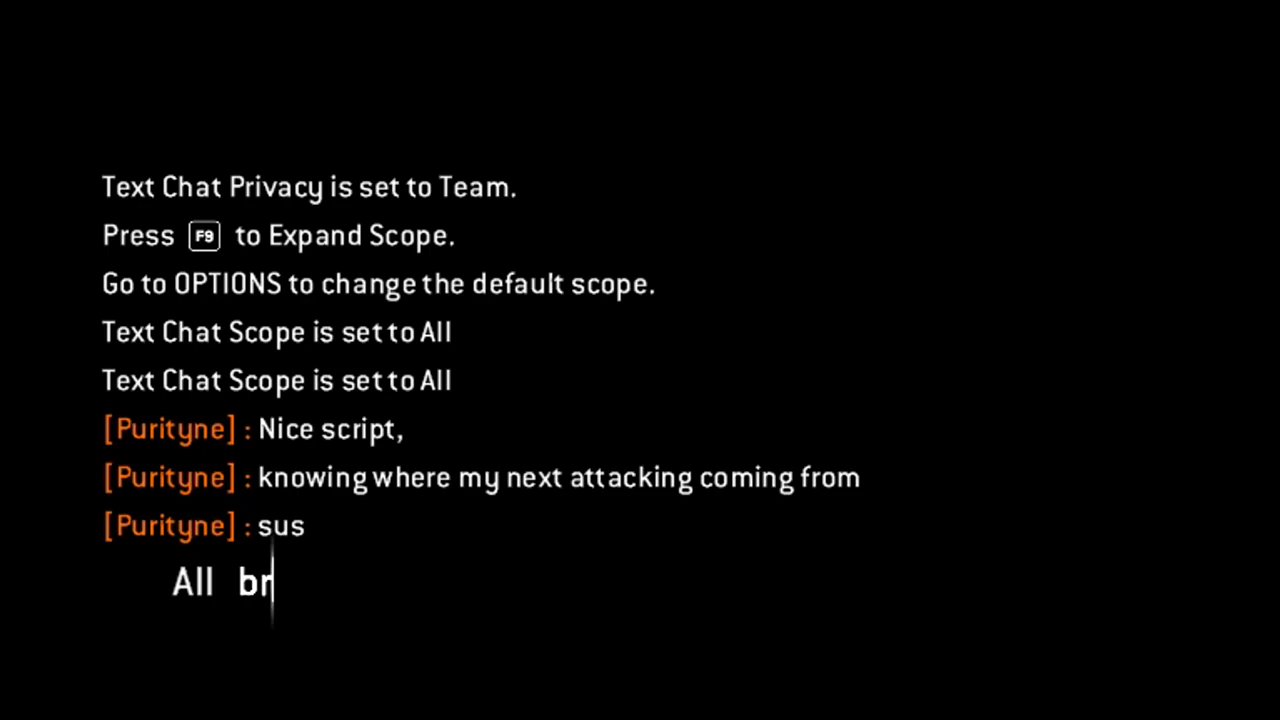 Text Chat Privacy is set to Team.
Press F9 to Expand Scope.
Go to OPTIONS to change the default scope.
Text Chat Scope is set to All
Text Chat Scope is set to All
[Purityne] : Nice script,
[Purityne] : knowing where my next attacking coming from
[Purityne] : sus
All br